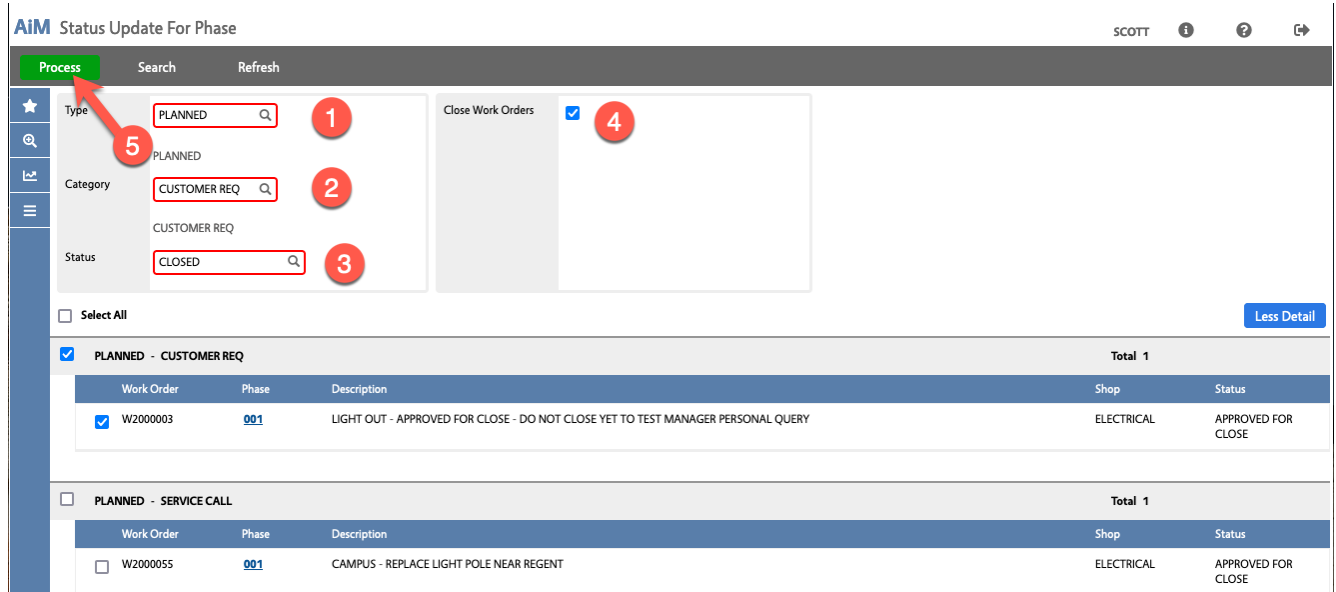 AiM Status Update For Phase
SCOTT
Process Search Refresh
Type PLANNED 1 Close Work Orders 4
5 PLANNED
Category CUSTOMER REQ 2
CUSTOMER REQ
Status CLOSED 3
Select All Less Detail
PLANNED - CUSTOMER REQ Total 1
Work Order Phase Description Shop Status
W2000003 001 LIGHT OUT - APPROVED FOR CLOSE - DO NOT CLOSE YET TO TEST MANAGER PERSONAL QUERY ELECTRICAL APPROVED FOR
CLOSE
PLANNED - SERVICE CALL Total 1
Work Order Phase Description Shop Status
W2000055 001 CAMPUS - REPLACE LIGHT POLE NEAR REGENT ELECTRICAL APPROVED FOR
CLOSE